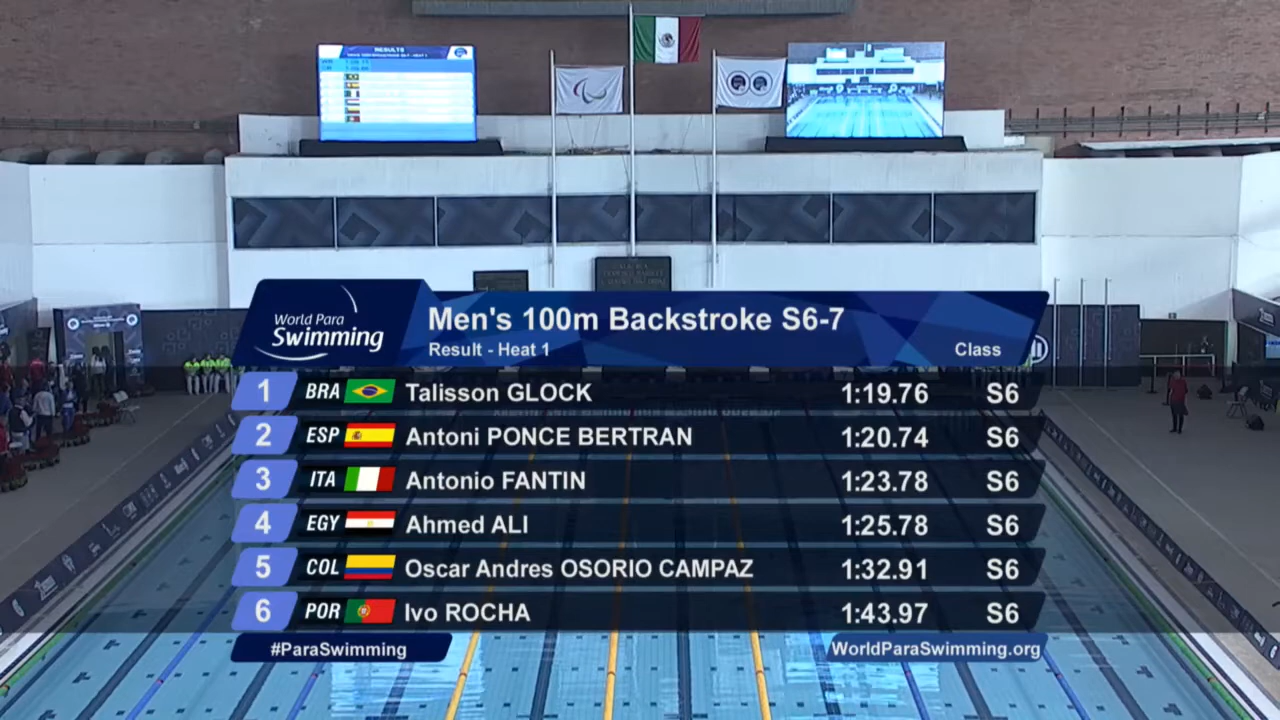 RESULTS
World Para
Swimming
Men's 100m Backstroke S6-7
Result - Heat 1
Class
1 BRA Talisson GLOCK 1:19.76 S6
2 ESP Antoni PONCE BERTRAN 1:20.74 S6
3 ITA Antonio FANTIN 1:23.78 S6
4 EGY Ahmed ALI 1:25.78 S6
5 COL Oscar Andres OSORIO CAMPAZ 1:32.91 S6
6 POR Ivo ROCHA 1:43.97 S6
#ParaSwimming
WorldParaSwimming.org